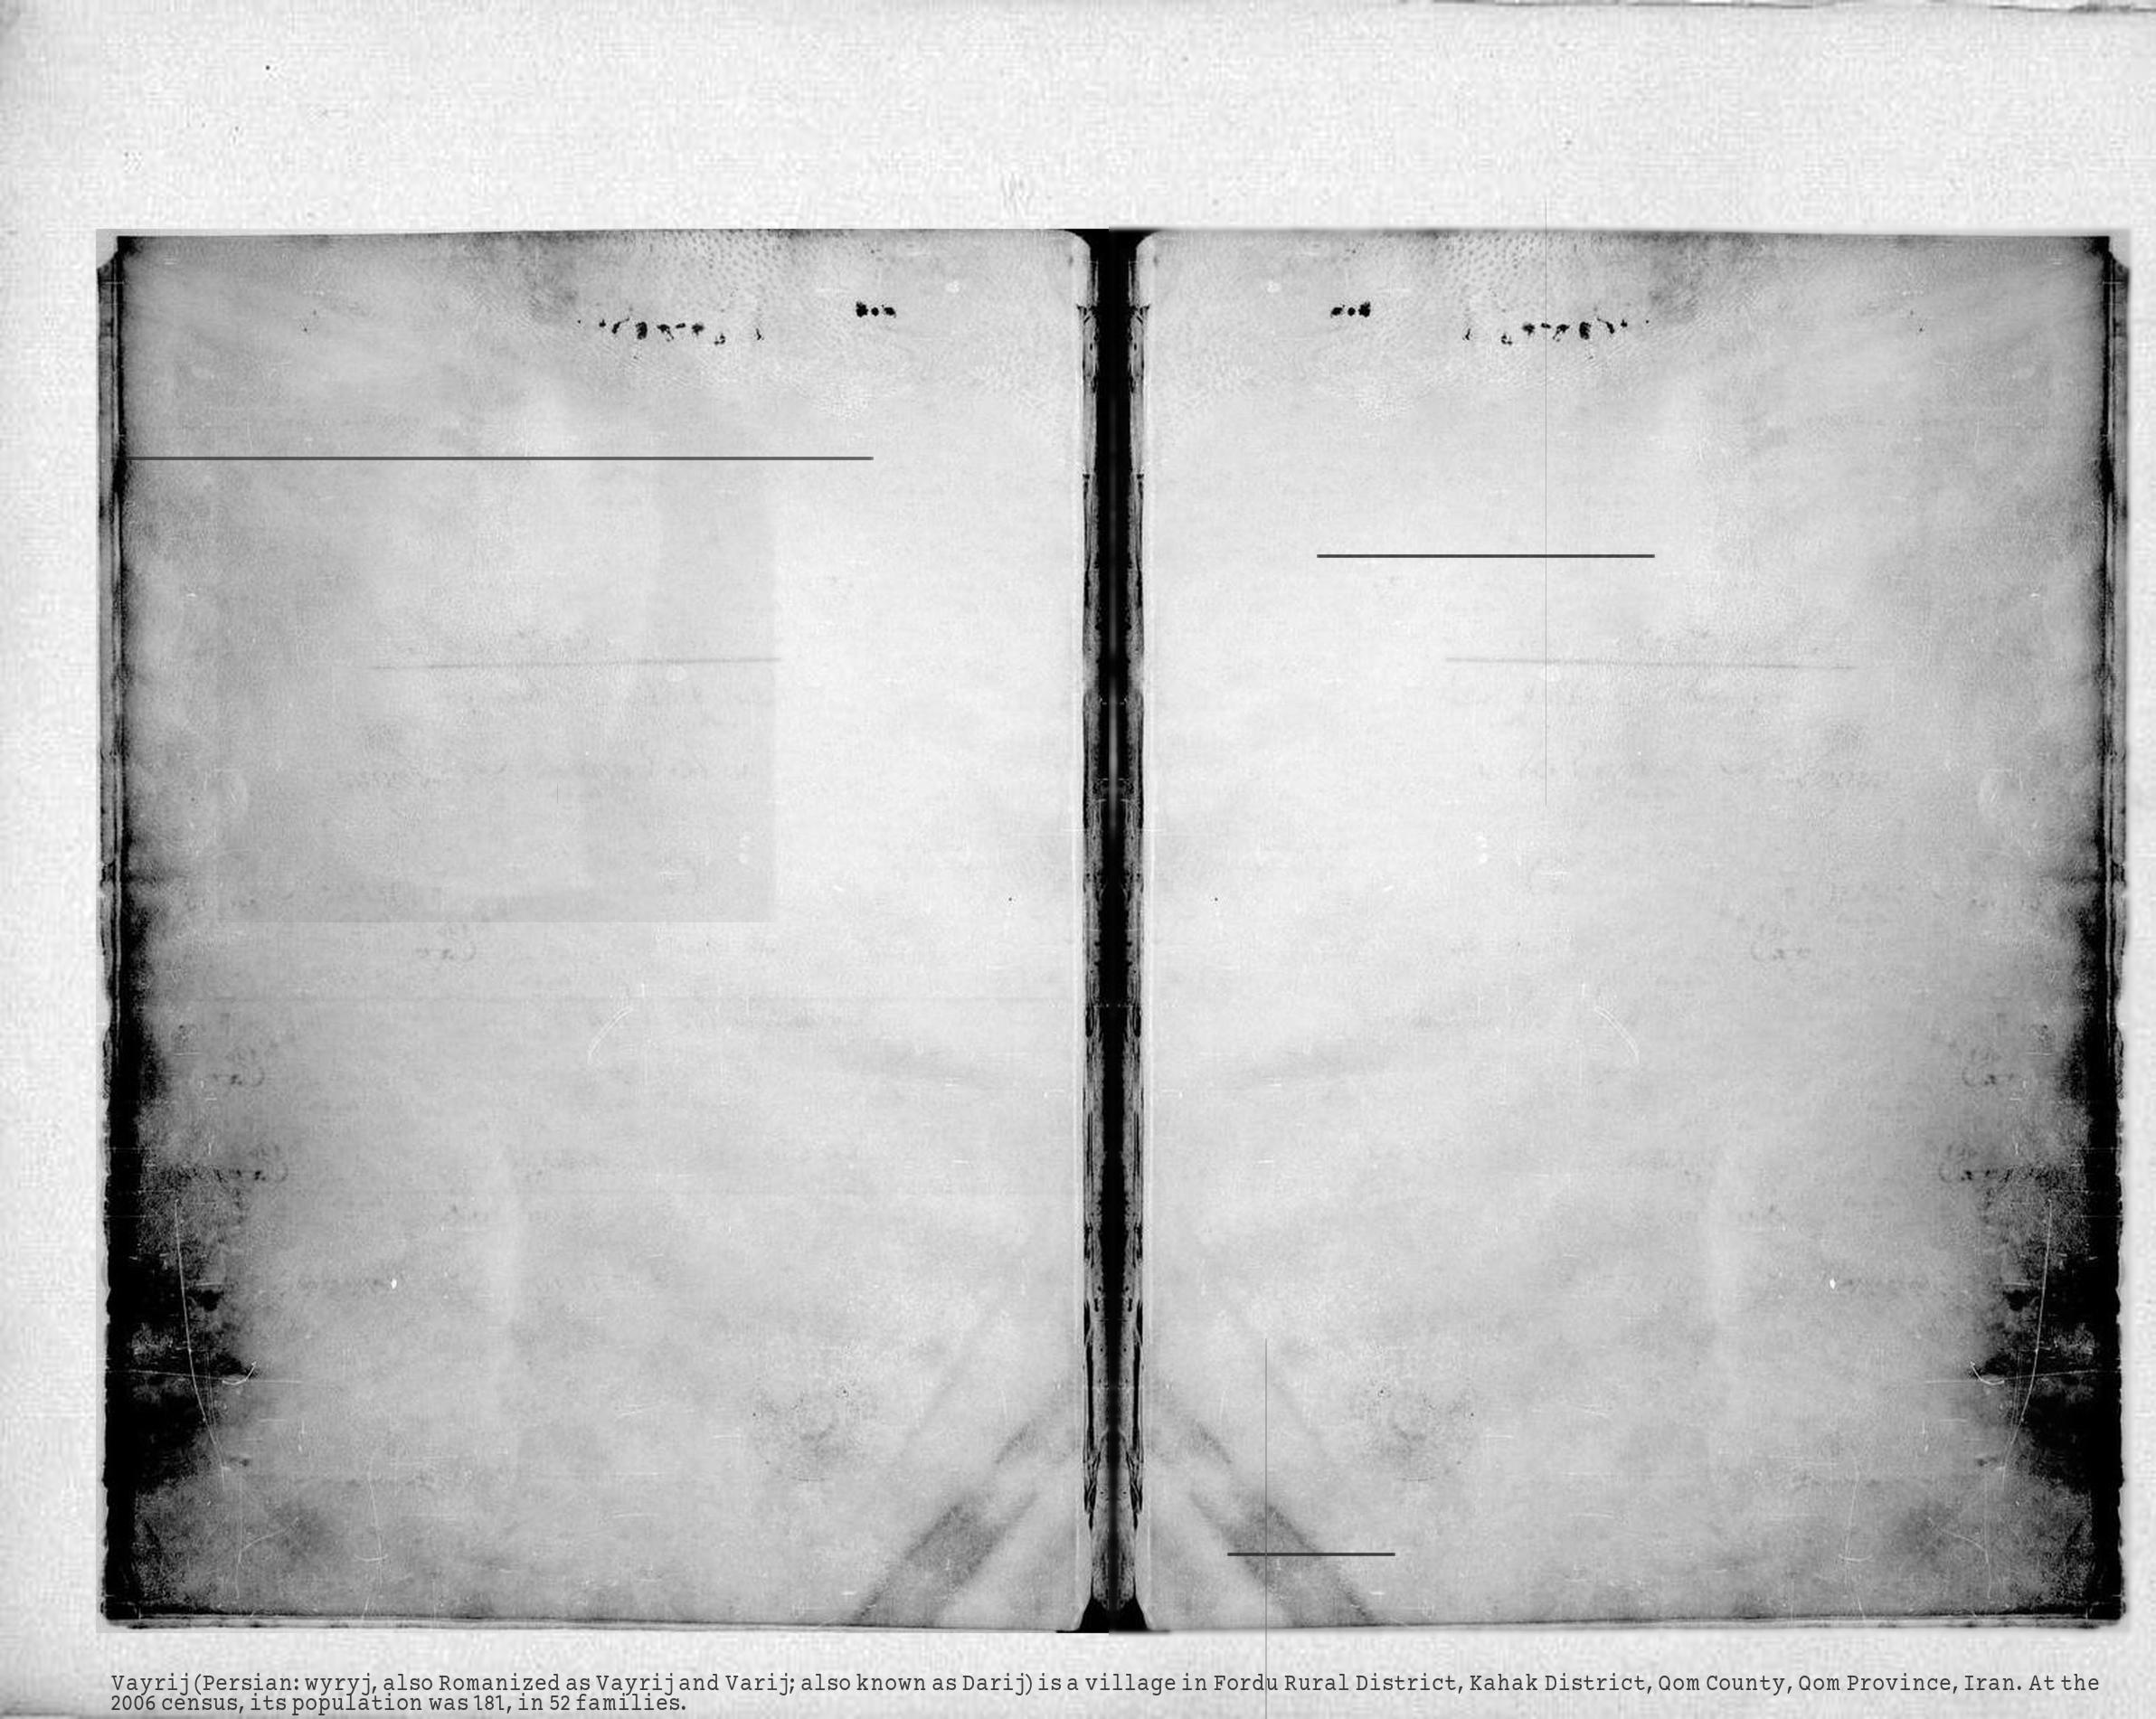 Vayrij (Persian: wyryj, also Romanized as Vayrij and Varij; also known as Darij) is a village in Fordu Rural District, Kahak District, Qom County, Qom Province, Iran. At the
2006 census, its population was 181, in 52 families.